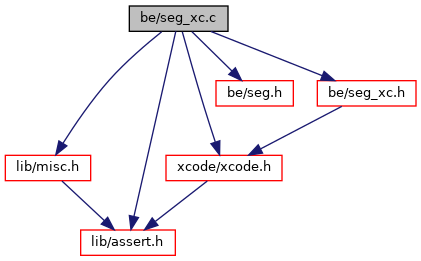 be/seg_xc.c
be/seg.h
be/seg_xc.h
lib/misc.h
xcode/xcode.h
lib/assert.h